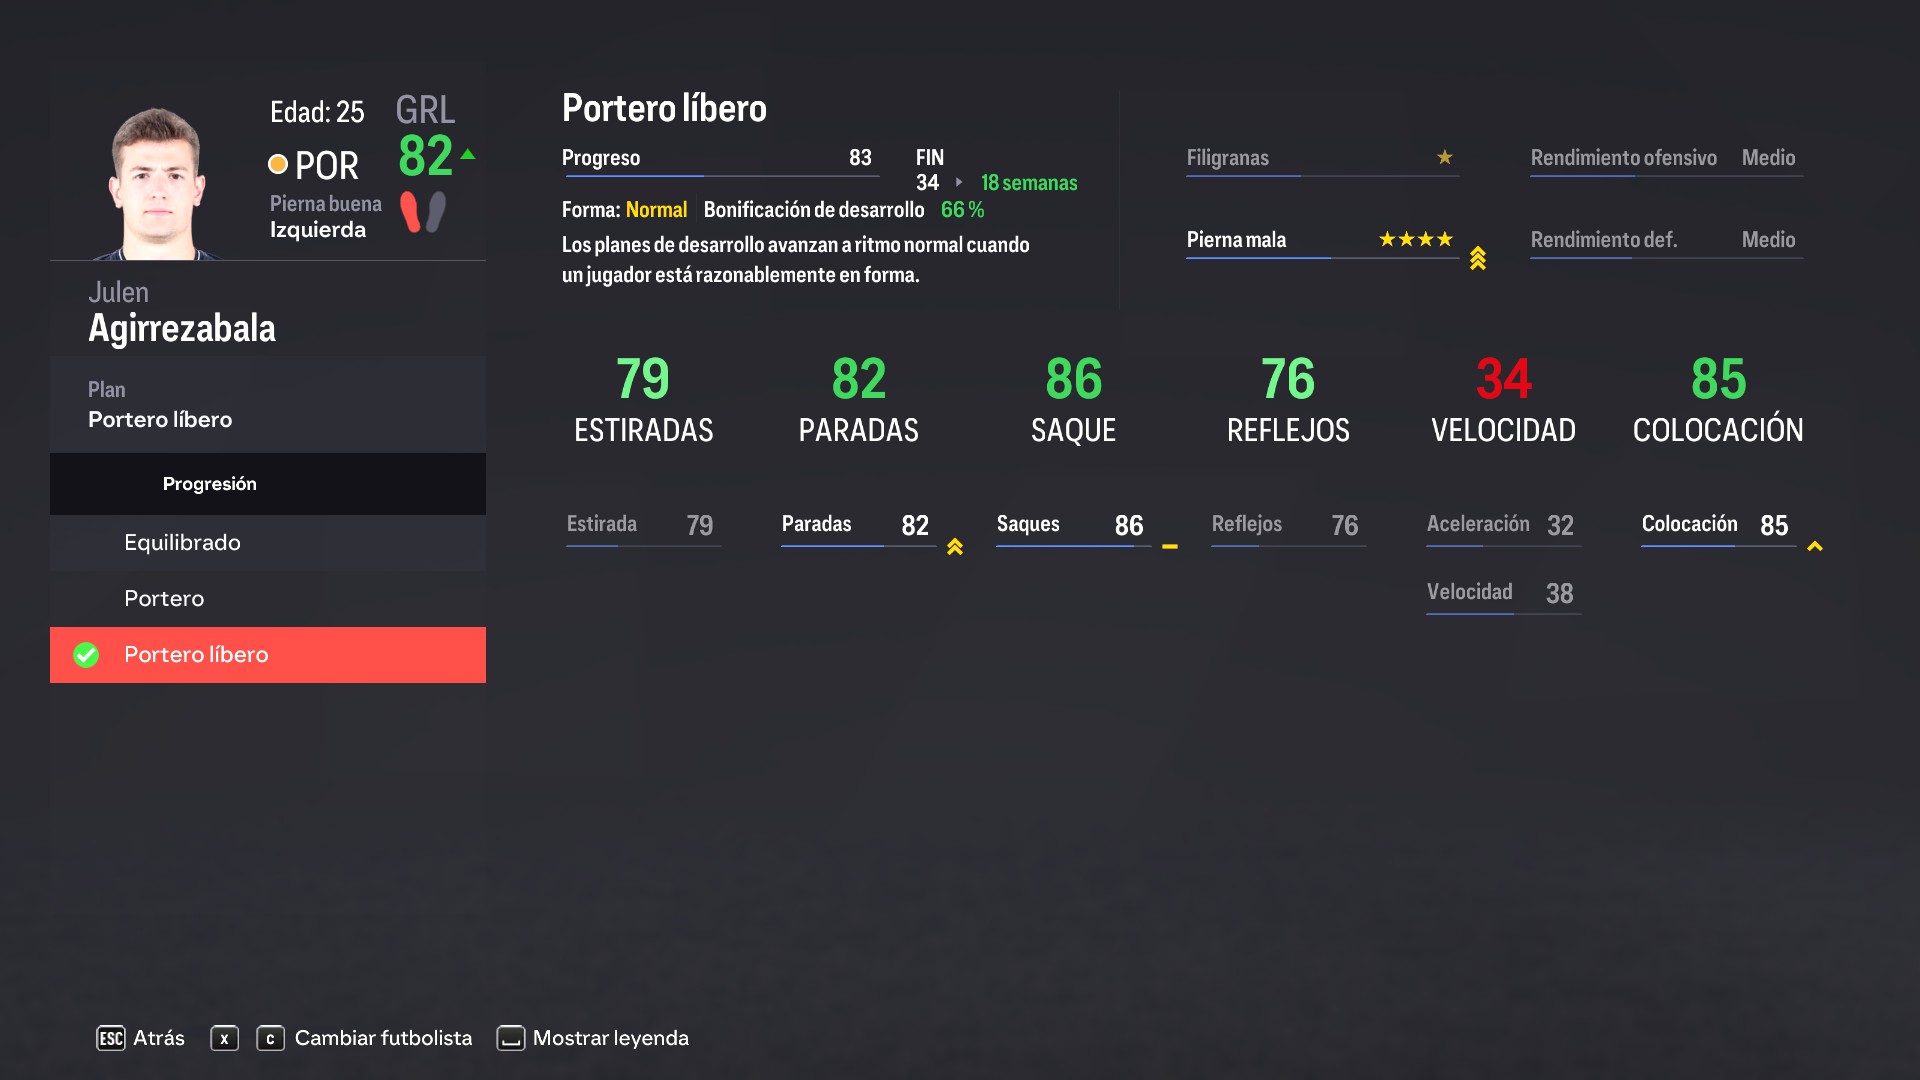 Edad: 25
GRL
POR
82
Pierna buena
Izquierda
Julen
Agirrezabala
Plan
Portero líbero
Progresión
Equilibrado
Portero
Portero líbero
Portero líbero
Progreso 83
FIN
34 18 semanas
Forma: Normal Bonificación de desarrollo 66 %
Los planes de desarrollo avanzan a ritmo normal cuando
un jugador está razonablemente en forma.
Filigranas ★
Rendimiento ofensivo Medio
Pierna mala ★★★★
Rendimiento def. Medio
79 82 86 76 34 85
ESTIRADAS PARADAS SAQUE REFLEJOS VELOCIDAD COLOCACIÓN
Estirada 79 Paradas 82 Saques 86 Reflejos 76 Aceleración 32 Colocación 85
Velocidad 38
ESC Atrás x c Cambiar futbolista Mostrar leyenda